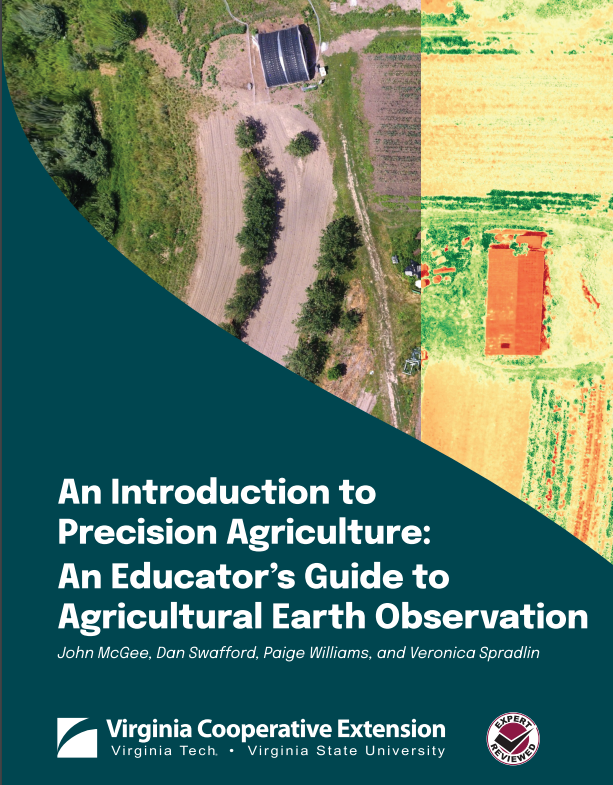 An Introduction to
Precision Agriculture:
An Educator's Guide to
Agricultural Earth Observation
John McGee, Dan Swafford, Paige Williams, and Veronica Spradlin
Virginia Cooperative Extension
Virginia Tech. • Virginia State University
EXPERT
REVIEWED